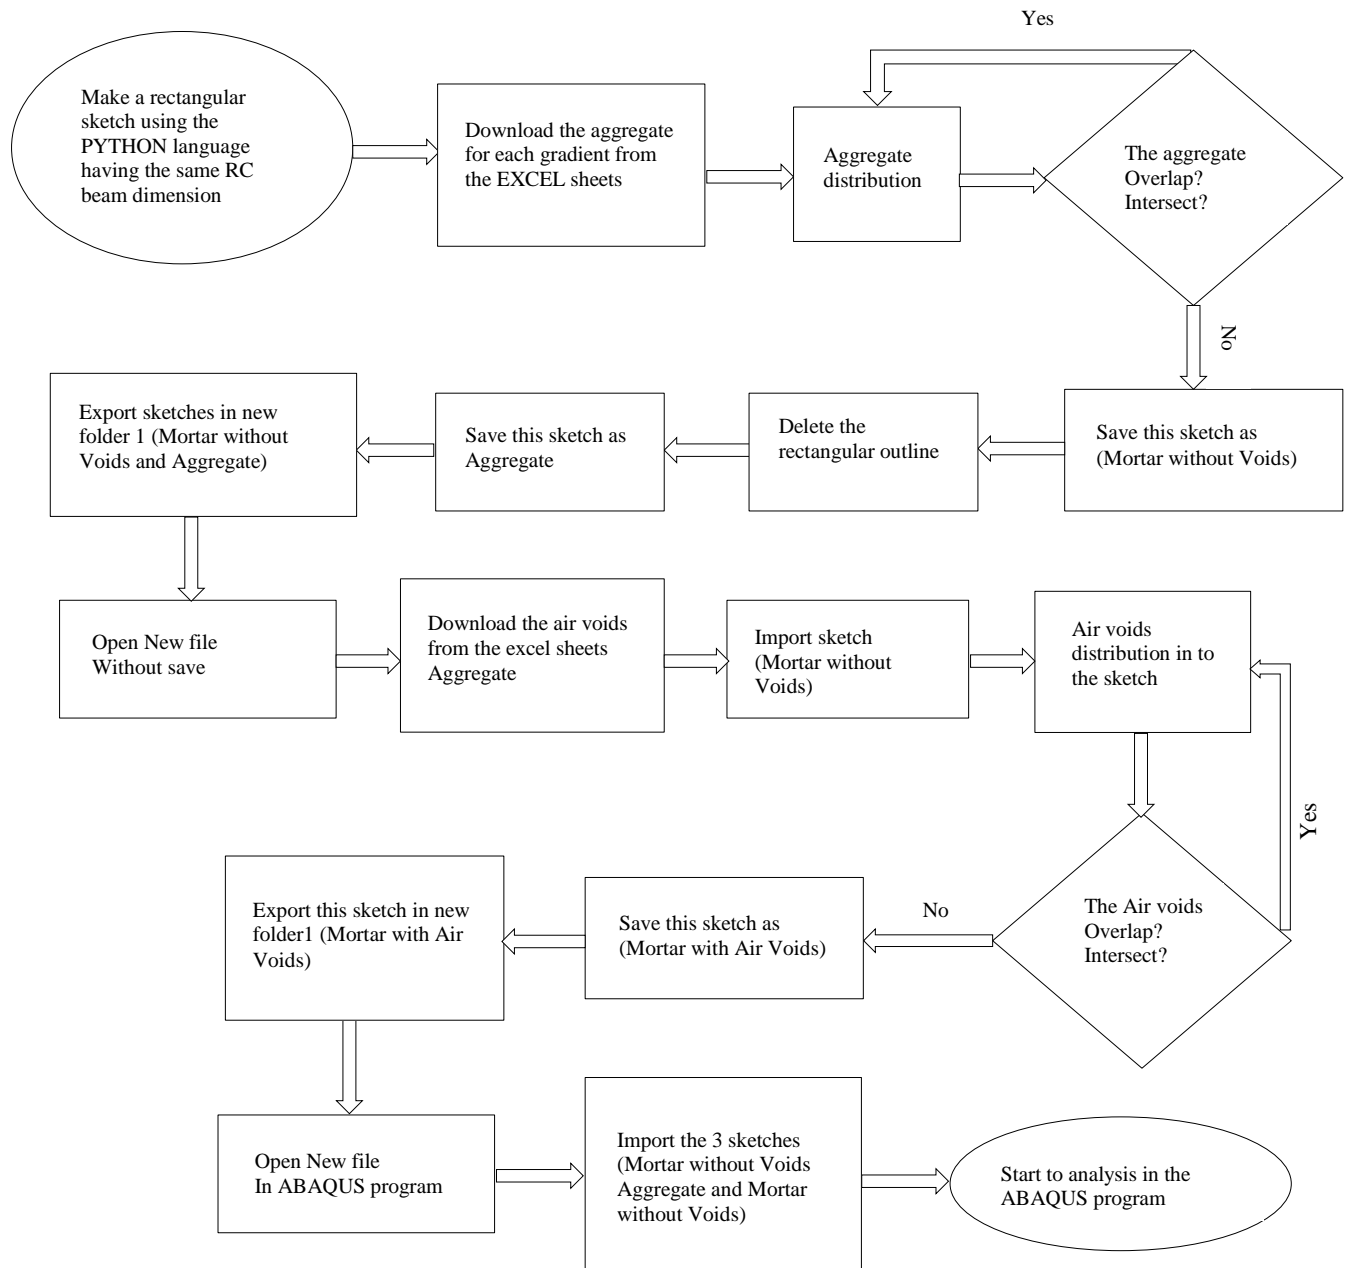 Yes
Make a rectangular
sketch using the
PYTHON language
having the same RC
beam dimension
Download the aggregate
for each gradient from
the EXCEL sheets
Aggregate
distribution
The aggregate
Overlap?
Intersect?
No
Save this sketch as
(Mortar without Voids)
Delete the
rectangular outline
Save this sketch as
Aggregate
Export sketches in new
folder 1 (Mortar without
Voids and Aggregate)
Open New file
Without save
Download the air voids
from the excel sheets
Aggregate
Import sketch
(Mortar without
Voids)
Air voids
distribution in to
the sketch
Yes
The Air voids
Overlap?
Intersect?
No
Save this sketch as
(Mortar with Air Voids)
Export this sketch in new
folder1 (Mortar with Air
Voids)
Open New file
In ABAQUS program
Import the 3 sketches
(Mortar without Voids
Aggregate and Mortar
without Voids)
Start to analysis in the
ABAQUS program